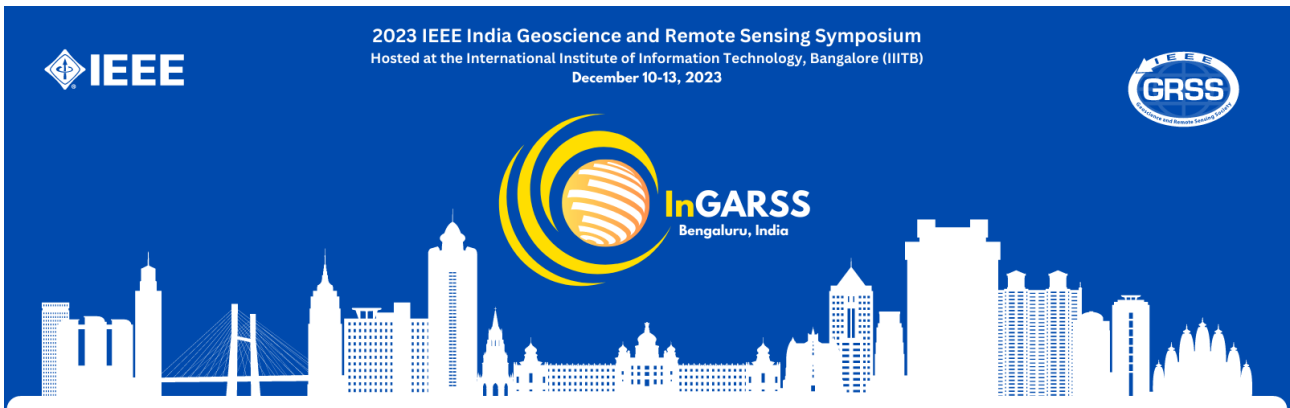 2023 IEEE India Geoscience and Remote Sensing Symposium
Hosted at the International Institute of Information Technology, Bangalore (IIITB)
December 10-13, 2023
IEEE
IEEE
GRSS
Geoscience and Remote Sensing Society
InGARSS
Bengaluru, India